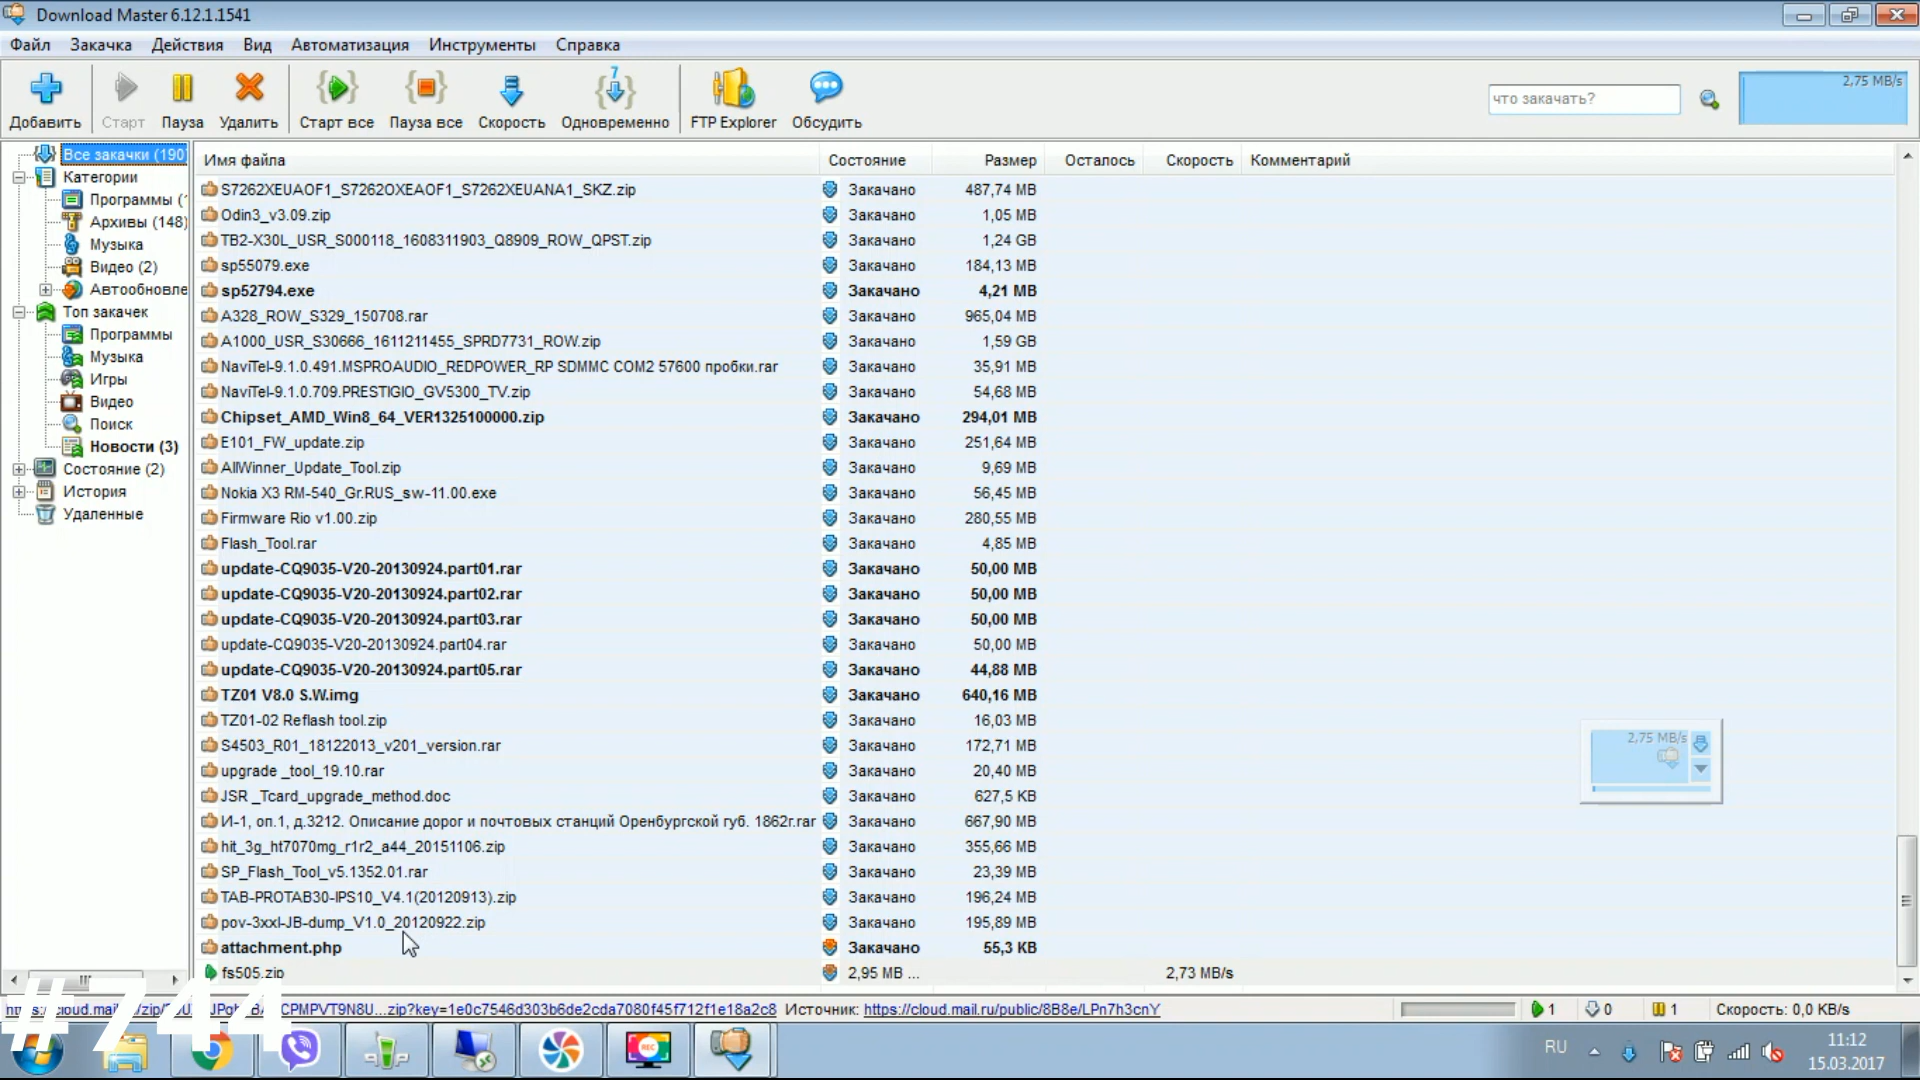 Download Master 6.12.1.1541
Файл Закачка Действия Вид Автоматизация Инструменты Справка
Добавить Старт Пауза Удалить Старт все Пауза все Скорость 7 Одновременно FTP Explorer Обсудить что закачать? 2,75 MB/s
Все закачки (190)
Категории
Программы (1
Архивы (148)
Музыка
Видео (2)
Автообновле
Топ закачек
Программы
Музыка
Игры
Видео
Поиск
Новости (3)
Состояние (2)
История
Удаленные
Имя файла Состояние Размер Осталось Скорость Комментарий
S7262XEUAOF1_S7262OXEAOF1_S7262XEUANA1_SKZ.zip Закачано 487,74 MB
Odin3_v3.09.zip Закачано 1,05 MB
TB2-X30L_USR_S000118_1608311903_Q8909_ROW_QPST.zip Закачано 1,24 GB
sp55079.exe Закачано 184,13 MB
sp52794.exe Закачано 4,21 MB
A328_ROW_S329_150708.rar Закачано 965,04 MB
A1000_USR_S30666_1611211455_SPRD7731_ROW.zip Закачано 1,59 GB
NaviTel-9.1.0.491.MSPROAUDIO_REDPOWER_RP SDMMC COM2 57600 пробки.rar Закачано 35,91 MB
NaviTel-9.1.0.709.PRESTIGIO_GV5300_TV.zip Закачано 54,68 MB
Chipset_AMD_Win8_64_VER1325100000.zip Закачано 294,01 MB
E101_FW_update.zip Закачано 251,64 MB
AllWinner_Update_Tool.zip Закачано 9,69 MB
Nokia X3 RM-540_Gr.RUS_sw-11.00.exe Закачано 56,45 MB
Firmware Rio v1.00.zip Закачано 280,55 MB
Flash_Tool.rar Закачано 4,85 MB
update-CQ9035-V20-20130924.part01.rar Закачано 50,00 MB
update-CQ9035-V20-20130924.part02.rar Закачано 50,00 MB
update-CQ9035-V20-20130924.part03.rar Закачано 50,00 MB
update-CQ9035-V20-20130924.part04.rar Закачано 50,00 MB
update-CQ9035-V20-20130924.part05.rar Закачано 44,88 MB
TZ01 V8.0 S.W.img Закачано 640,16 MB
TZ01-02 Reflash tool.zip Закачано 16,03 MB
S4503_R01_18122013_v201_version.rar Закачано 172,71 MB
upgrade _tool_19.10.rar Закачано 20,40 MB
JSR _Tcard_upgrade_method.doc Закачано 627,5 KB
И-1, оп.1, д.3212. Описание дорог и почтовых станций Оренбургской губ. 1862г.rar Закачано 667,90 MB
hit_3g_ht7070mg_r1r2_a44_20151106.zip Закачано 355,66 MB
SP_Flash_Tool_v5.1352.01.rar Закачано 23,39 MB
TAB-PROTAB30-IPS10_V4.1(20120913).zip Закачано 196,24 MB
pov-3xxl-JB-dump_V1.0_20120922.zip Закачано 195,89 MB
attachment.php Закачано 55,3 KB
fs505.zip 2,95 MB ... 2,73 MB/s
2,75 MB/s
CPMPVT9N8U...zip?key=1e0c7546d303b6de2cda7080f45f712f1e18a2c8 Источник: https://cloud.mail.ru/public/8B8e/LPn7h3cnY 1 0 1 Скорость: 0,0 KB/s
#744
REC
RU 11:12
15.03.2017